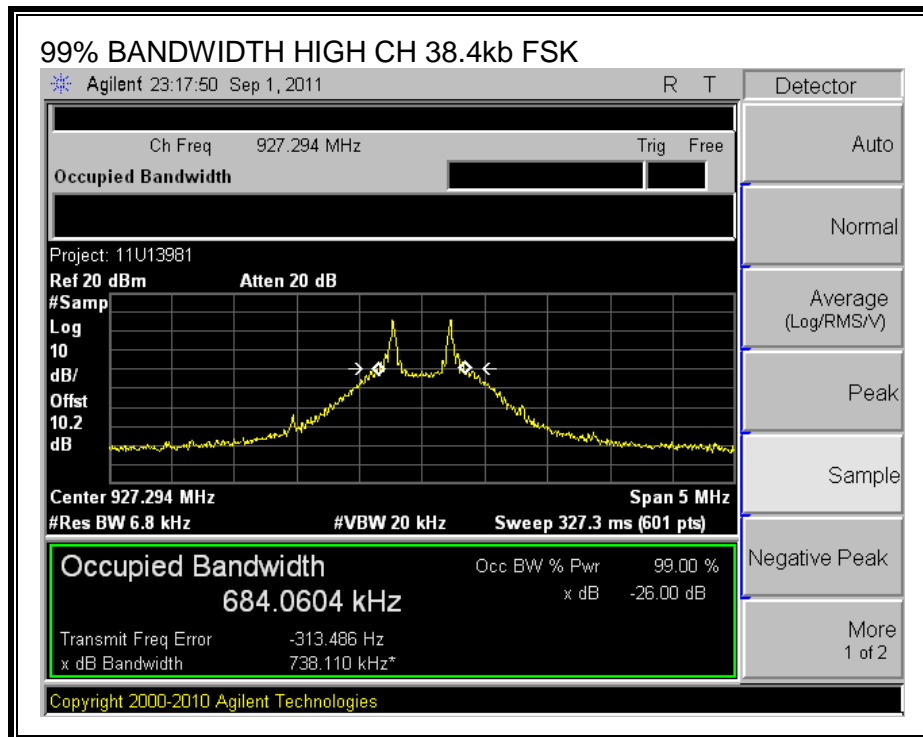 99% BANDWIDTH HIGH CH 38.4kb FSK
Agilent 23:17:50 Sep 1, 2011 R T
Detector
Ch Freq 927.294 MHz Trig Free
Occupied Bandwidth
Auto
Normal
Average
(Log/RMS/V)
Peak
Sample
Negative Peak
More
1 of 2
Project: 11U13981
Ref 20 dBm Atten 20 dB
#Samp
Log
10
dB/
Offst
10.2
dB
Center 927.294 MHz Span 5 MHz
#Res BW 6.8 kHz #VBW 20 kHz Sweep 327.3 ms (601 pts)
Occupied Bandwidth Occ BW % Pwr 99.00 %
684.0604 kHz x dB -26.00 dB
Transmit Freq Error -313.486 Hz
x dB Bandwidth 738.110 kHz*
Copyright 2000-2010 Agilent Technologies